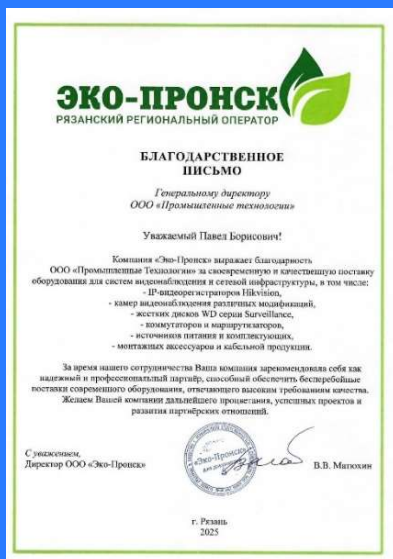 ЭКО-ПРОНСК
РЯЗАНСКИЙ РЕГИОНАЛЬНЫЙ ОПЕРАТОР
БЛАГОДАРСТВЕННОЕ
ПИСЬМО
Генеральному директору
ООО «Промышленные технологии»
Уважаемый Павел Борисович!
Компания «Эко-Пронск» выражает благодарность
ООО «Промышленные Технологии» за своевременную и качественную поставку
оборудования для систем видеонаблюдения и сетевой инфраструктуры, в том числе:
- IP-видеорегистраторов Hikvision,
- камер видеонаблюдения различных модификаций,
- жестких дисков WD серии Surveillance,
- коммутаторов и маршрутизаторов,
- источников питания и комплектующих,
- монтажных аксессуаров и кабельной продукции.
За время нашего сотрудничества Ваша компания зарекомендовала себя как
надежный и профессиональный партнёр, способный обеспечить бесперебойные
поставки современного оборудования, отвечающего высоким требованиям качества.
Желаем Вашей компании дальнейшего процветания, успешных проектов и
развития партнёрских отношений.
С уважением,
Директор ООО «Эко-Пронск»
«Эко-Пронск»
В.В. Матюхин
г. Рязань
2025